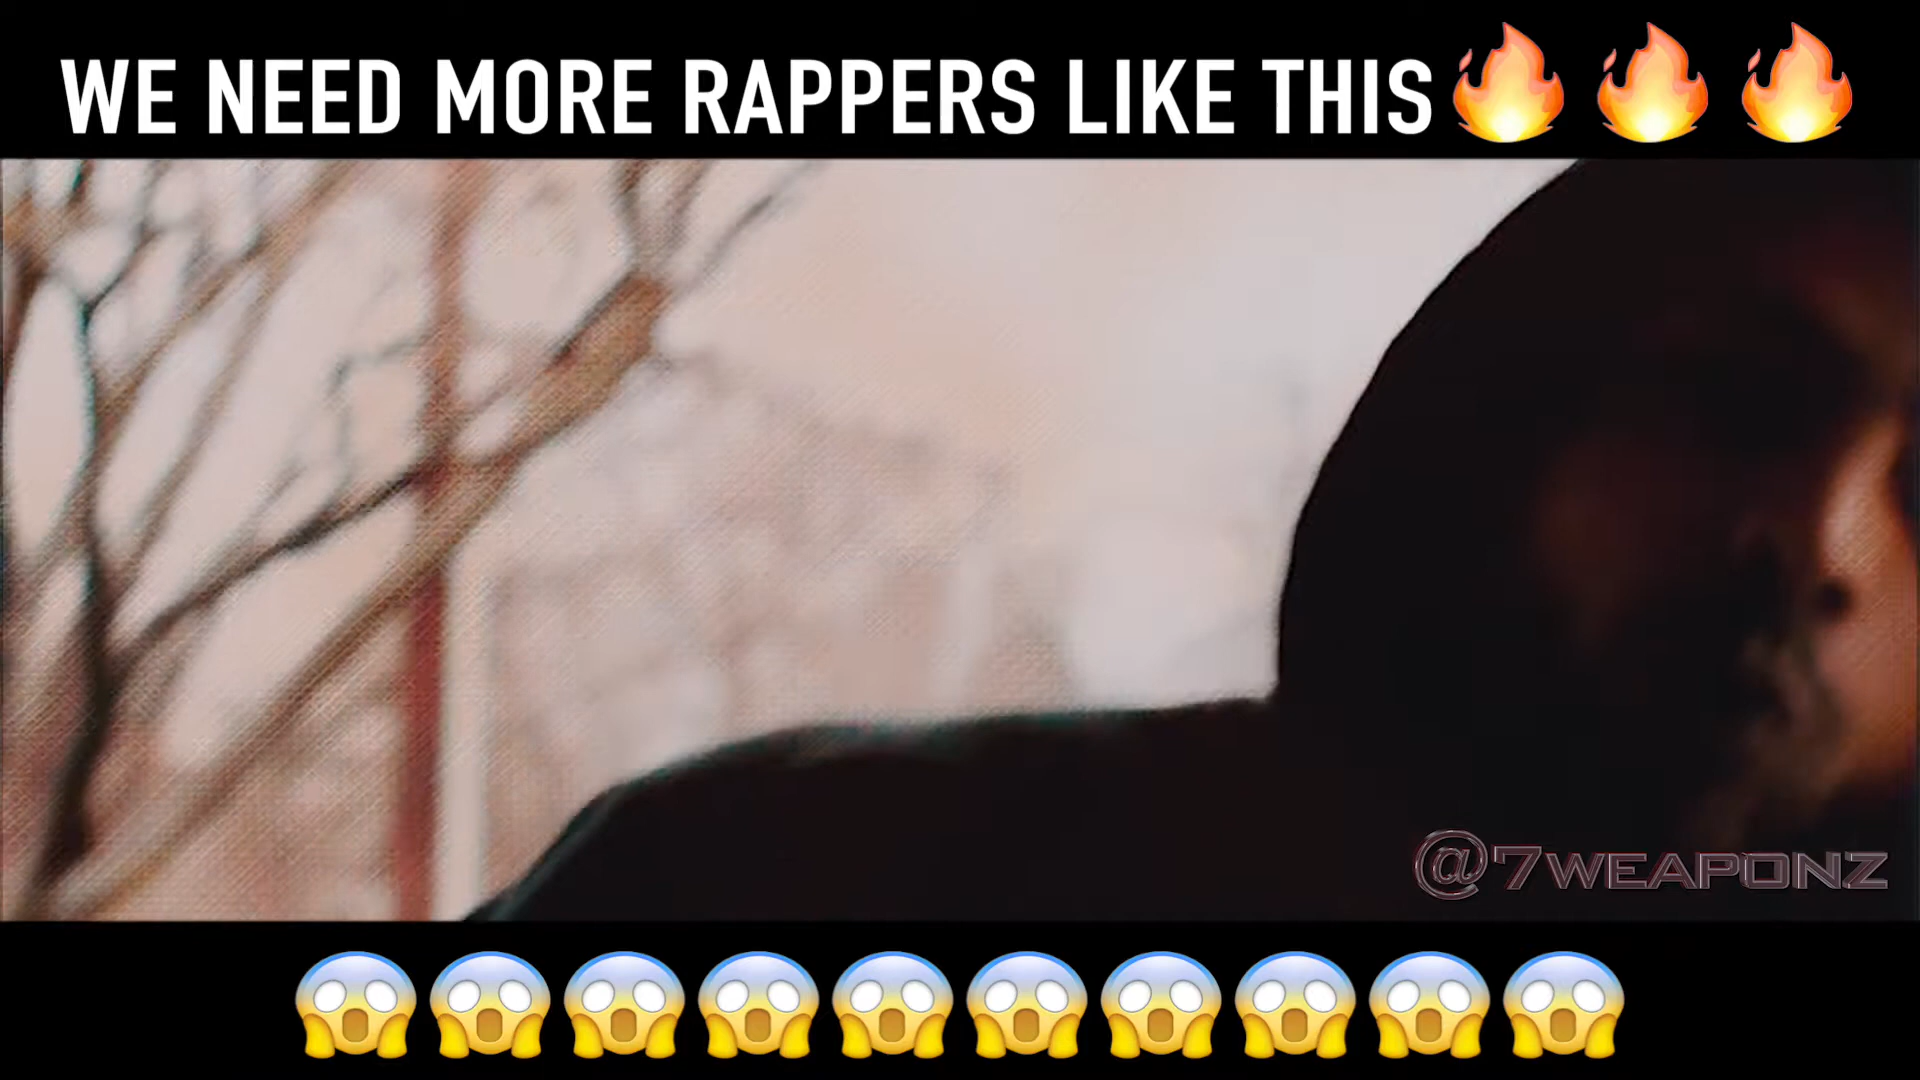 WE NEED MORE RAPPERS LIKE THIS🔥🔥🔥
@7WEAPONZ
😱😱😱😱😱😱😱😱😱😱